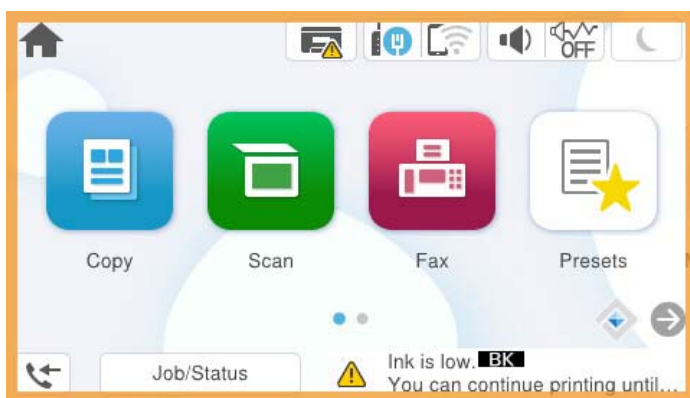 OFF
Copy
Scan
Fax
Presets
Job/Status
Ink is low. BK
You can continue printing until...